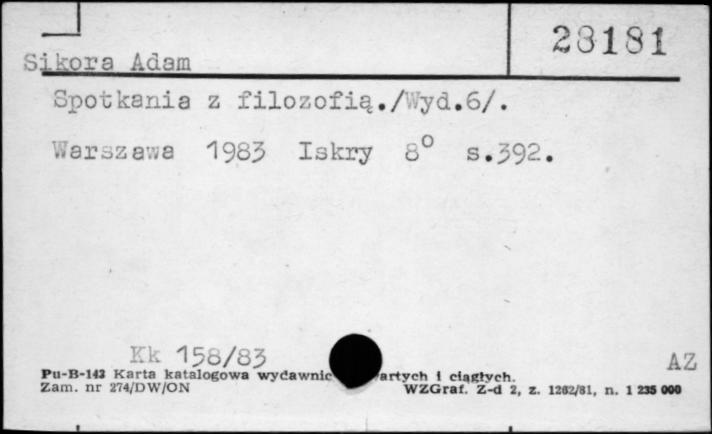 28181
Sikora Adam
Spotkania z filozofią./Wyd.6/.
Warszawa 1983 Iskry 8° s.392.
Kk 158/83
AZ
Pu-B-143 Karta katalogowa wydawnic artych i ciągłych.
Zam. nr 274/DW/ON WZGraf. Z-d 2, z. 1262/81, n. 1 235 000